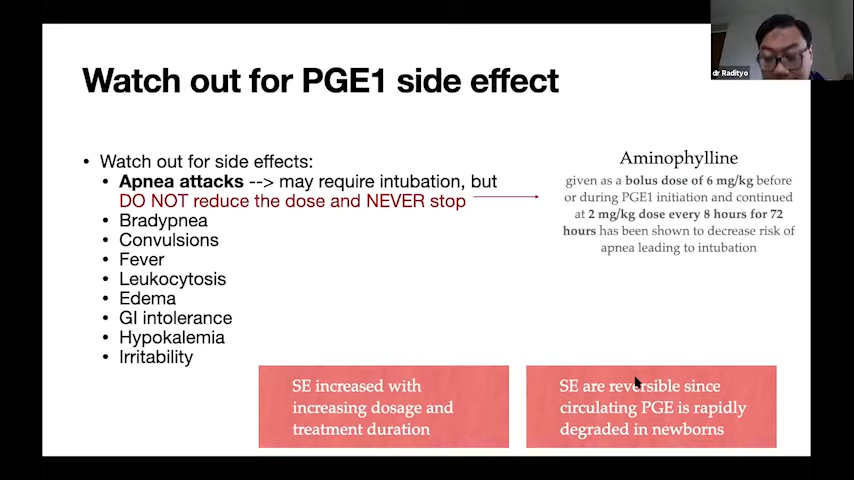 dr Radityo
Watch out for PGE1 side effect
• Watch out for side effects:
• Apnea attacks --> may require intubation, but
DO NOT reduce the dose and NEVER stop
• Bradypnea
• Convulsions
• Fever
• Leukocytosis
• Edema
• GI intolerance
• Hypokalemia
• Irritability
Aminophylline
given as a bolus dose of 6 mg/kg before
or during PGE1 initiation and continued
at 2 mg/kg dose every 8 hours for 72
hours has been shown to decrease risk of
apnea leading to intubation
SE increased with
increasing dosage and
treatment duration
SE are reversible since
circulating PGE is rapidly
degraded in newborns